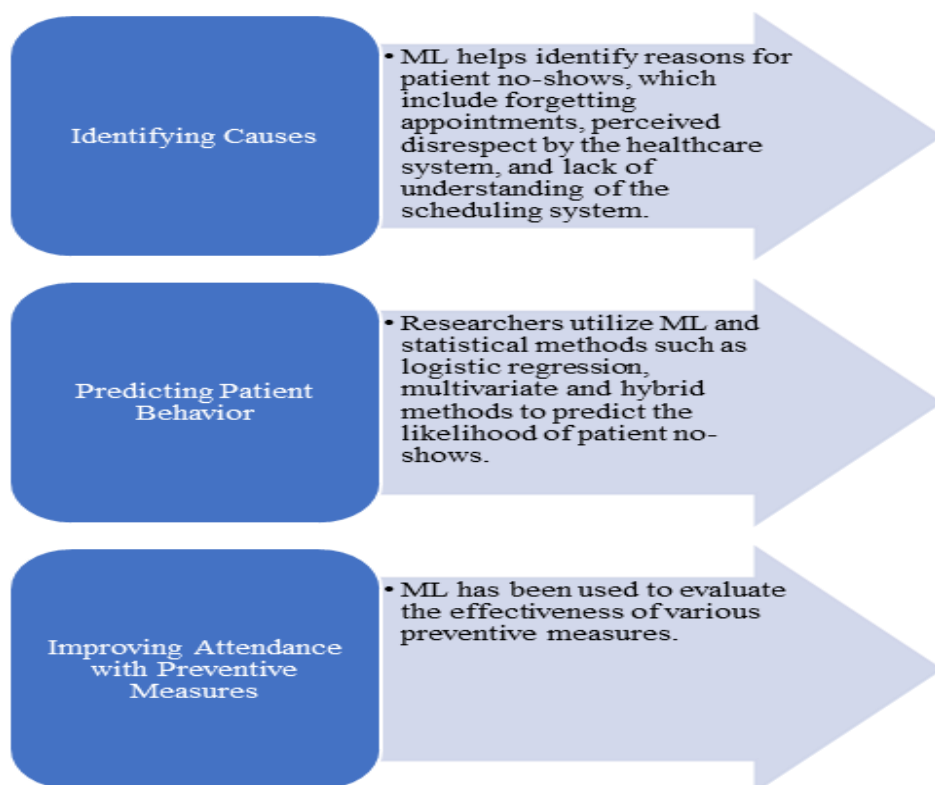 Identifying Causes
• ML helps identify reasons for
patient no-shows, which
include forgetting
appointments, perceived
disrespect by the healthcare
system, and lack of
understanding of the
scheduling system.
Predicting Patient
Behavior
• Researchers utilize ML and
statistical methods such as
logistic regression,
multivariate and hybrid
methods to predict the
likelihood of patient no-
shows.
Improving Attendance
with Preventive
Measures
• ML has been used to evaluate
the effectiveness of various
preventive measures.